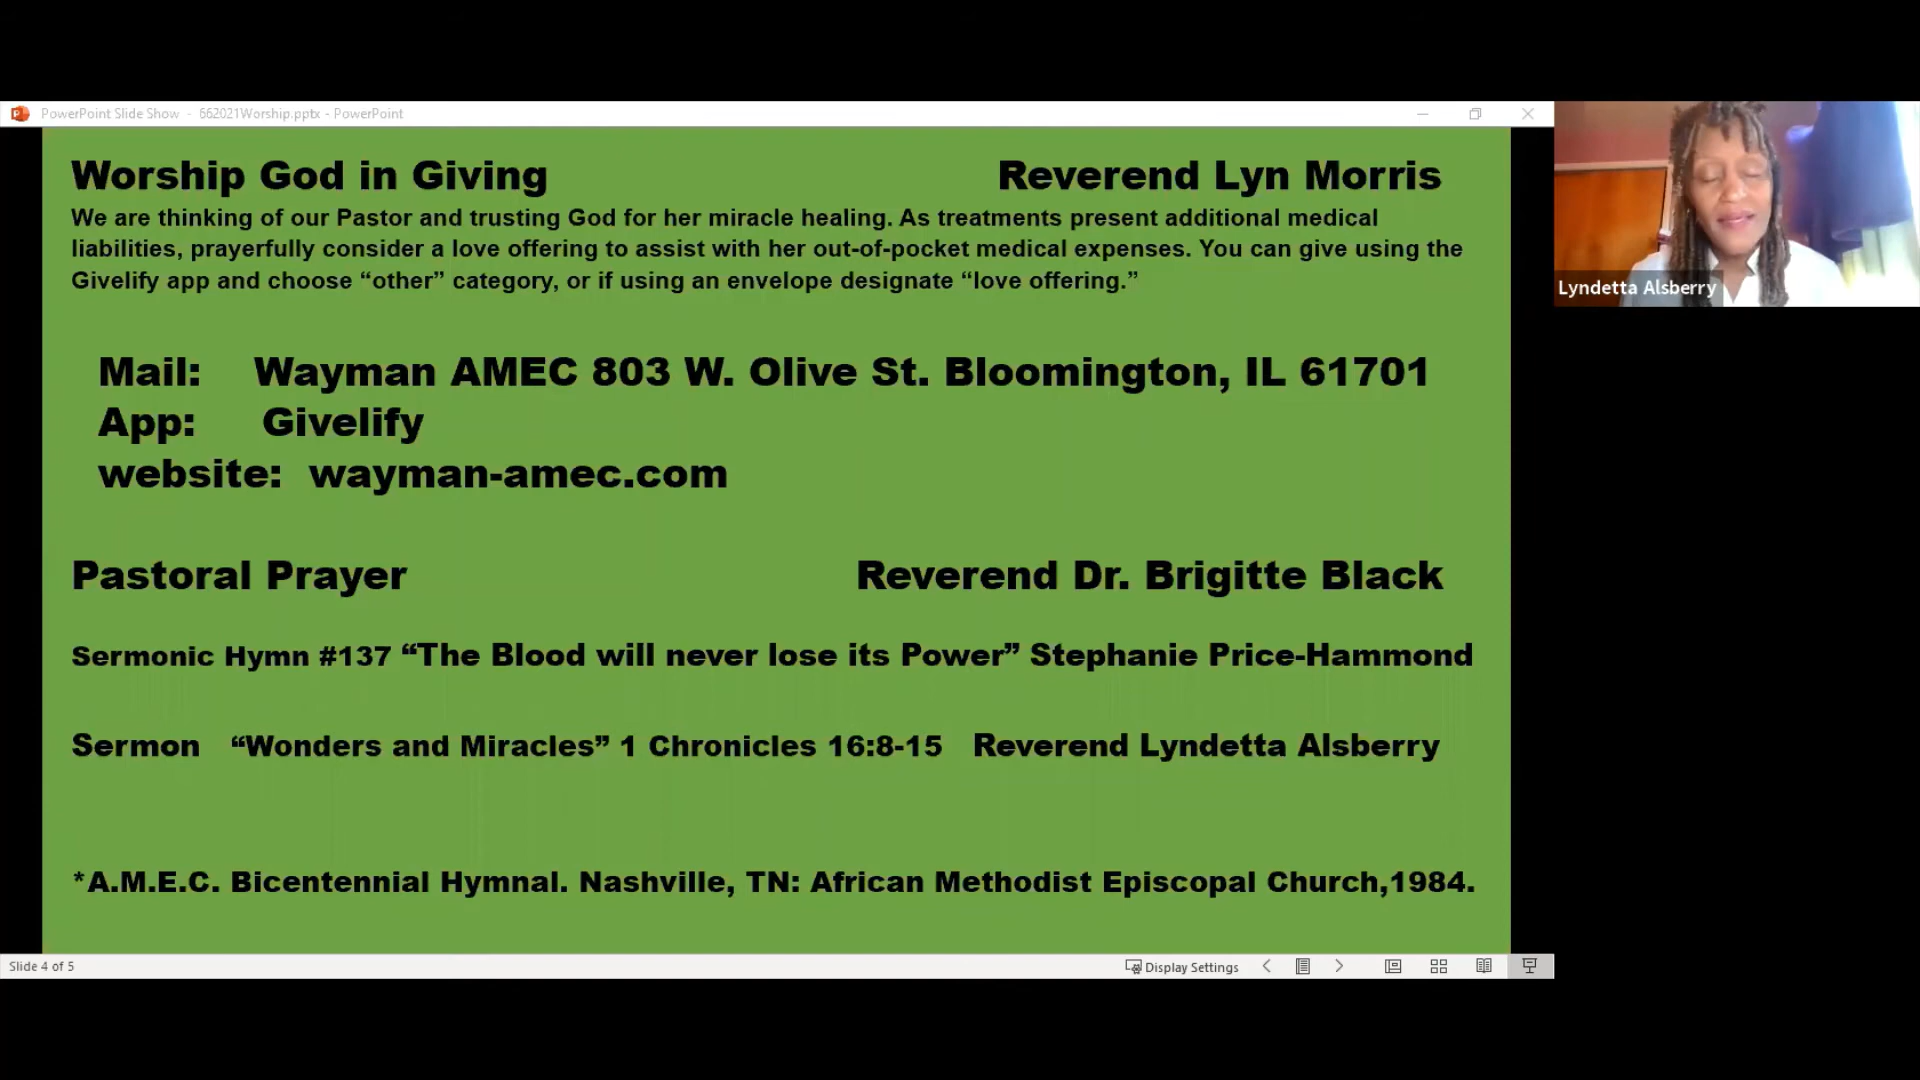 PowerPoint Slide Show - 662021Worship.pptx - PowerPoint
Worship God in Giving Reverend Lyn Morris
We are thinking of our Pastor and trusting God for her miracle healing. As treatments present additional medical
liabilities, prayerfully consider a love offering to assist with her out-of-pocket medical expenses. You can give using the
Givelify app and choose “other” category, or if using an envelope designate “love offering.”
Lyndetta Alsberry
Mail: Wayman AMEC 803 W. Olive St. Bloomington, IL 61701
App: Givelify
website: wayman-amec.com
Pastoral Prayer Reverend Dr. Brigitte Black
Sermonic Hymn #137 “The Blood will never lose its Power” Stephanie Price-Hammond
Sermon “Wonders and Miracles” 1 Chronicles 16:8-15 Reverend Lyndetta Alsberry
*A.M.E.C. Bicentennial Hymnal. Nashville, TN: African Methodist Episcopal Church,1984.
Slide 4 of 5 Display Settings